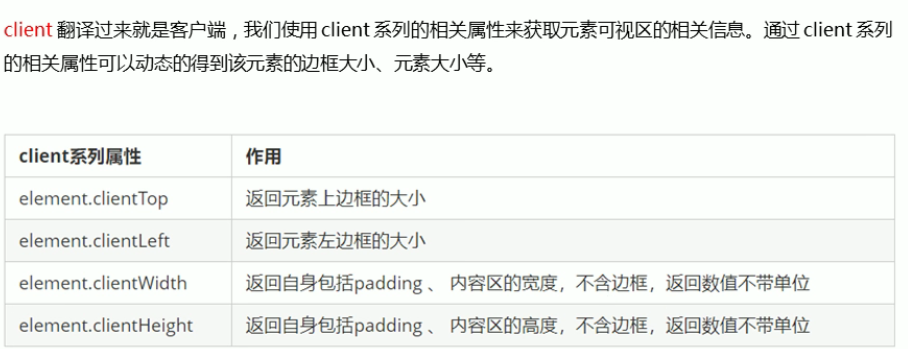 client 翻译过来就是客户端，我们使用 client 系列的相关属性来获取元素可视区的相关信息。通过 client 系列
的相关属性可以动态的得到该元素的边框大小、元素大小等。
client系列属性 作用
element.clientTop 返回元素上边框的大小
element.clientLeft 返回元素左边框的大小
element.clientWidth 返回自身包括padding 、 内容区的宽度，不含边框，返回数值不带单位
element.clientHeight 返回自身包括padding 、 内容区的高度，不含边框，返回数值不带单位